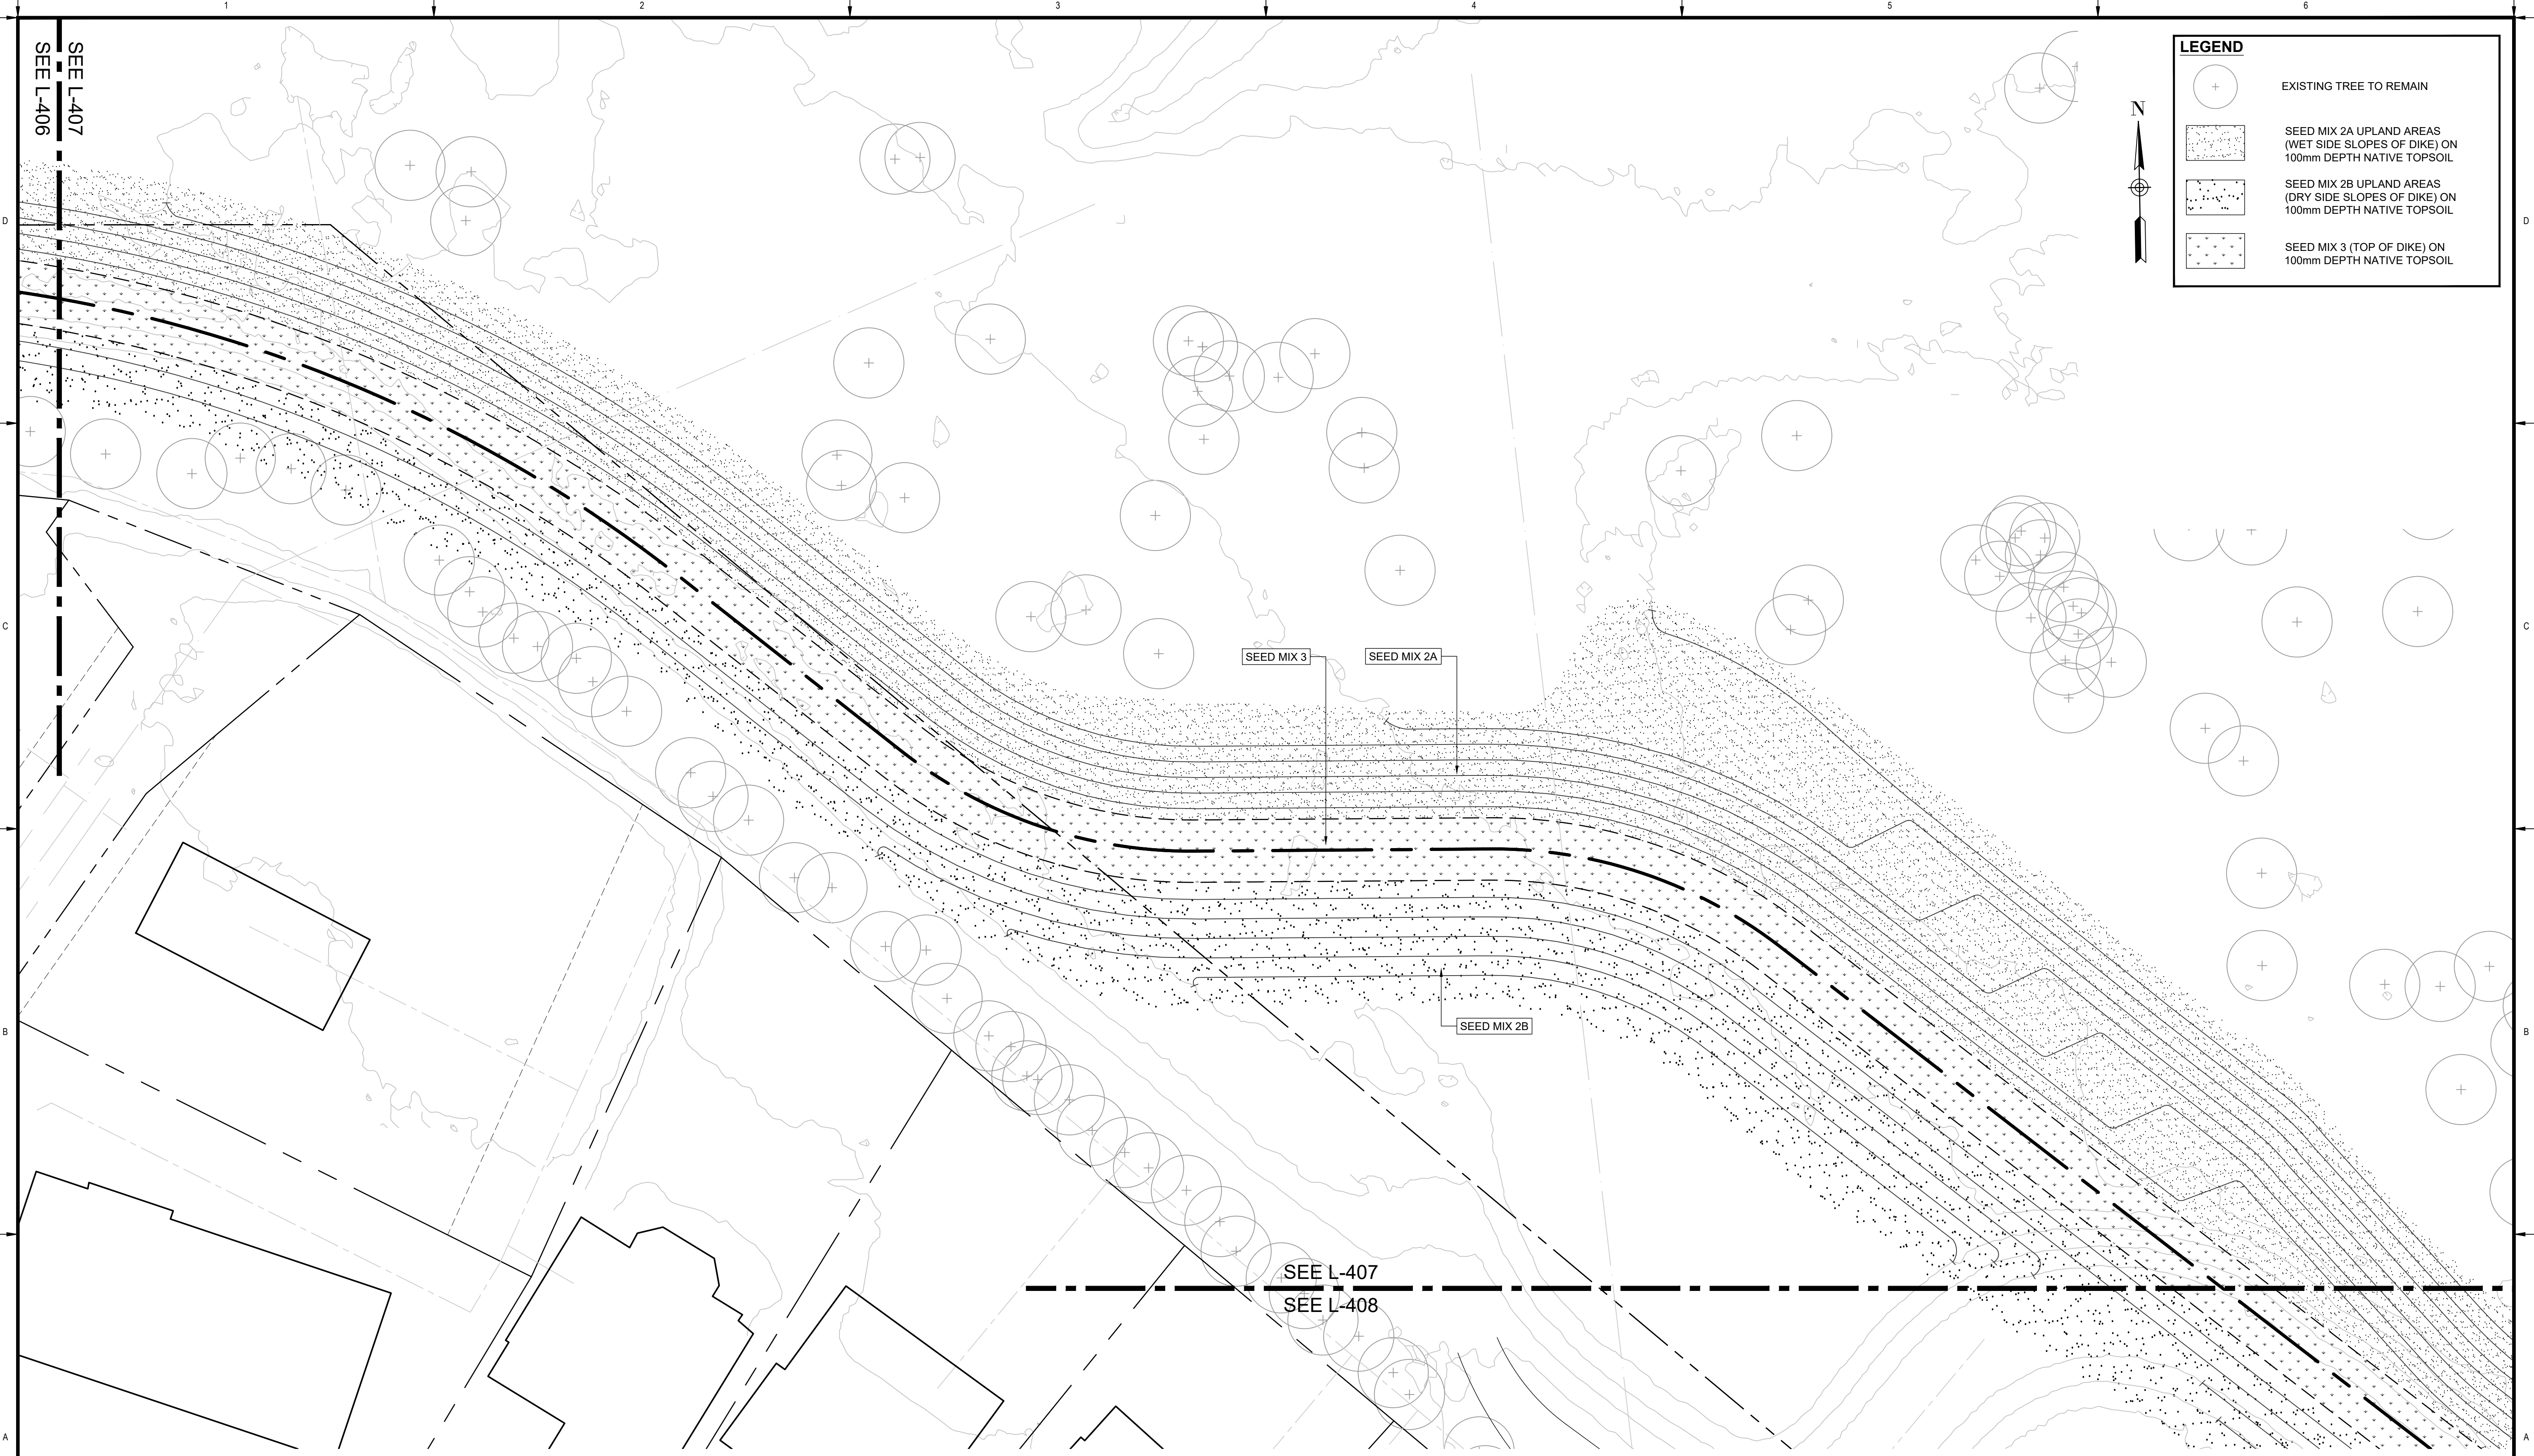 1 2 3 4 5 6
SEE L-406
SEE L-407
LEGEND
EXISTING TREE TO REMAIN
SEED MIX 2A UPLAND AREAS
(WET SIDE SLOPES OF DIKE) ON
100mm DEPTH NATIVE TOPSOIL
SEED MIX 2B UPLAND AREAS
(DRY SIDE SLOPES OF DIKE) ON
100mm DEPTH NATIVE TOPSOIL
SEED MIX 3 (TOP OF DIKE) ON
100mm DEPTH NATIVE TOPSOIL
N
D D
C C
SEED MIX 3 SEED MIX 2A
SEED MIX 2B
B B
SEE L-407
SEE L-408
A A